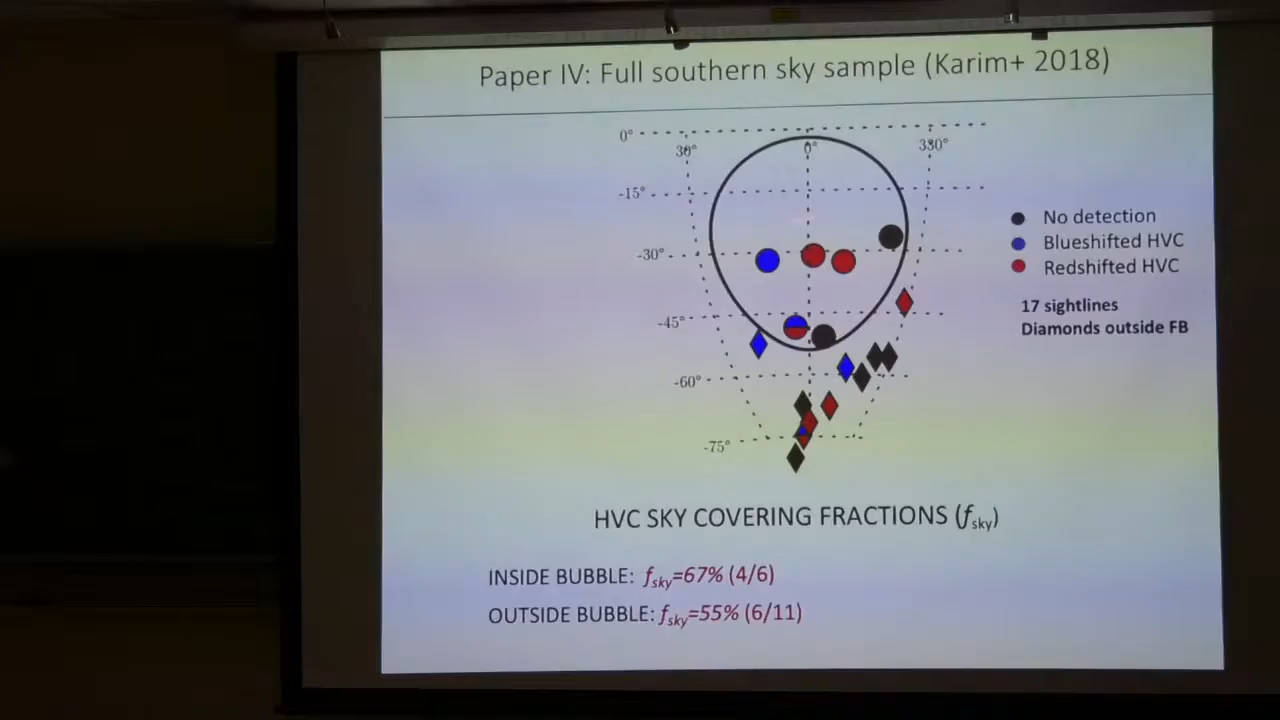 Paper IV: Full southern sky sample (Karim+ 2018)
0°
30°
0°
330°
-15°
-30°
-45°
-60°
-75°
No detection
Blueshifted HVC
Redshifted HVC
17 sightlines
Diamonds outside FB
HVC SKY COVERING FRACTIONS (fsky)
INSIDE BUBBLE: fsky=67% (4/6)
OUTSIDE BUBBLE: fsky=55% (6/11)